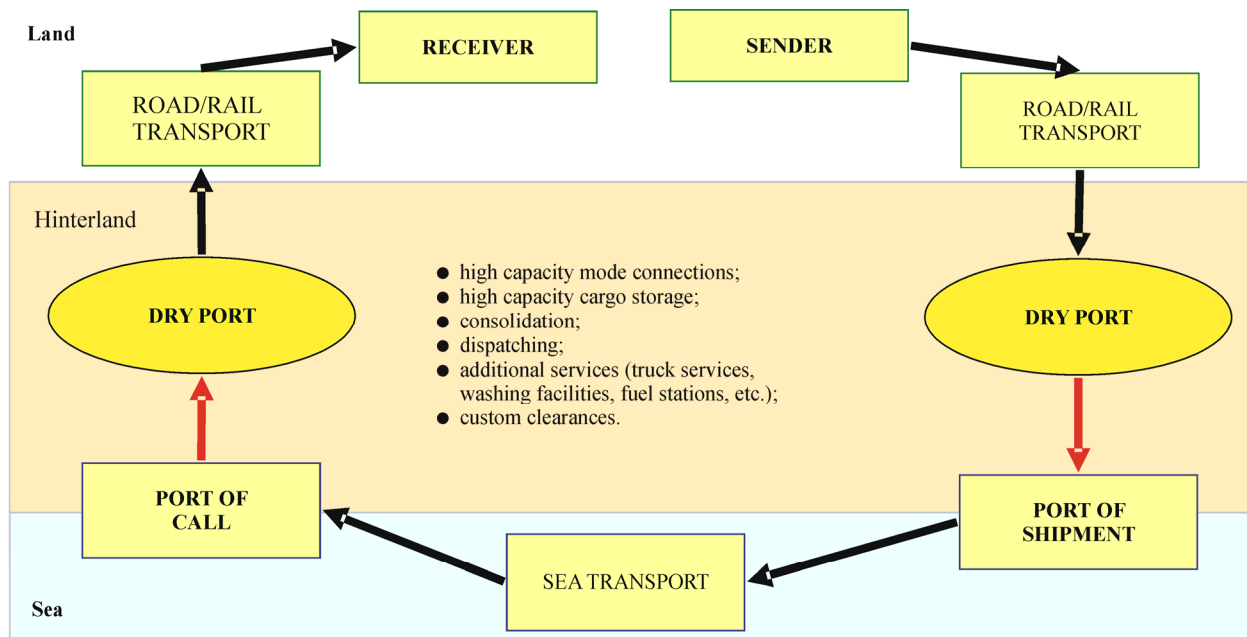 Land
RECEIVER
SENDER
ROAD/RAIL
TRANSPORT
ROAD/RAIL
TRANSPORT
Hinterland
DRY PORT
● high capacity mode connections;
● high capacity cargo storage;
● consolidation;
● dispatching;
● additional services (truck services,
washing facilities, fuel stations, etc.);
● custom clearances.
DRY PORT
PORT OF
CALL
PORT OF
SHIPMENT
SEA TRANSPORT
Sea